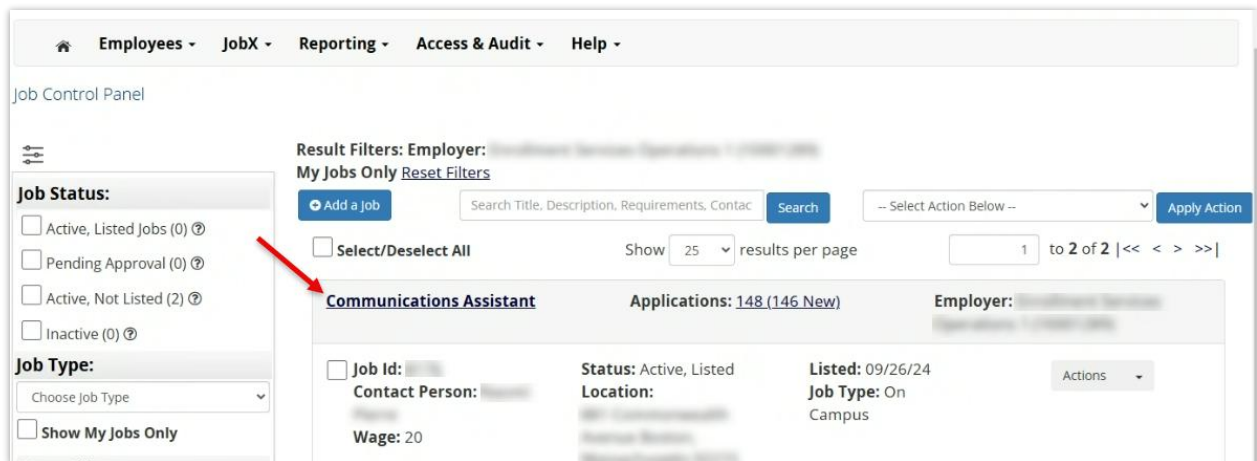 Employees JobX Reporting Access & Audit Help
Job Control Panel
Result Filters: Employer:
My Jobs Only Reset Filters
Job Status:
Active, Listed Jobs (0)
Pending Approval (0)
Active, Not Listed (2)
Inactive (0)
Job Type:
Choose Job Type
Show My Jobs Only
Add a Job Search Title, Description, Requirements, Contac Search -- Select Action Below -- Apply Action
Select/Deselect All Show 25 results per page 1 to 2 of 2 |<< < > >>|
Communications Assistant Applications: 148 (146 New) Employer:
Job Id: Status: Active, Listed Listed: 09/26/24 Actions
Contact Person: Location: Job Type: On
Campus
Wage: 20